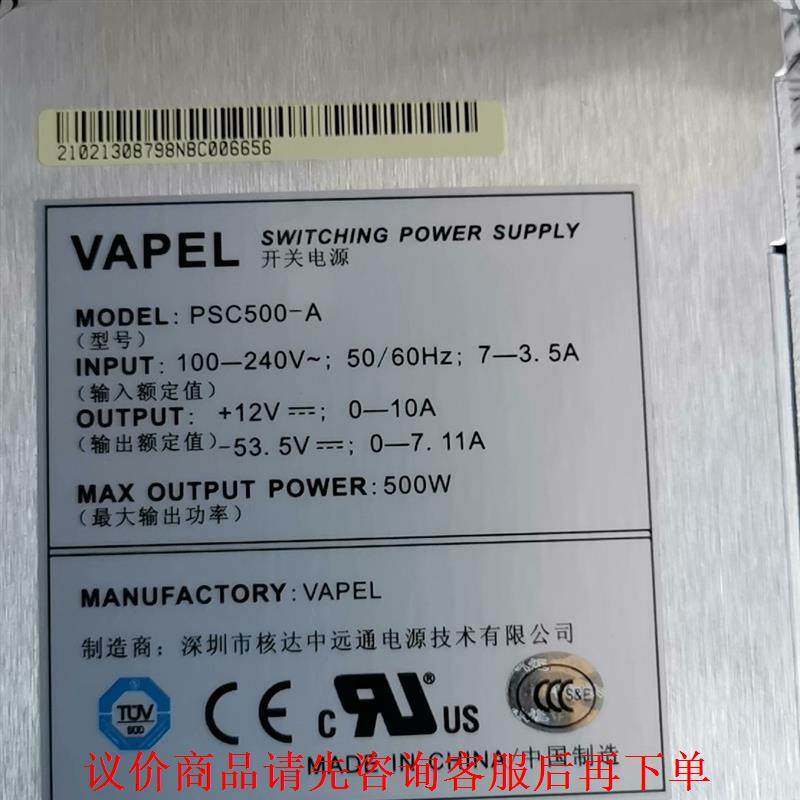 21021308798NBC006656
VAPEL SWITCHING POWER SUPPLY
开关电源
MODEL: PSC500-A
(型号)
INPUT: 100—240V~; 50/60Hz; 7—3.5A
(输入额定值)
OUTPUT: +12V⎓; 0—10A
(输出额定值) -53.5V⎓; 0—7.11A
MAX OUTPUT POWER: 500W
(最大输出功率)
MANUFACTORY: VAPEL
制造商: 深圳市核达中远通电源技术有限公司
TÜV
CE c RU® US
CCC S&E
MADE IN CHINA/中国制造
议价商品请先咨询客服后再下单